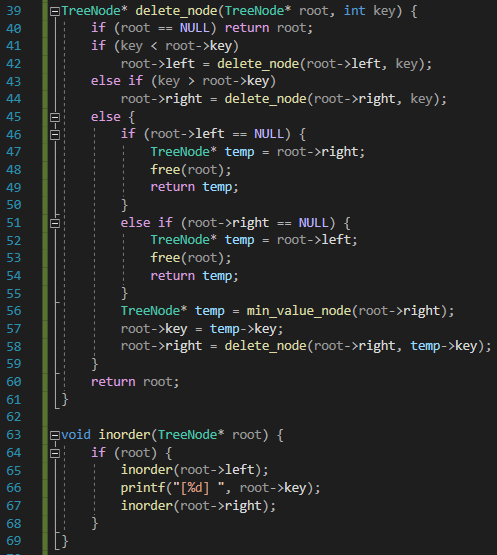 39 TreeNode* delete_node(TreeNode* root, int key) {
40     if (root == NULL) return root;
41     if (key < root->key)
42         root->left = delete_node(root->left, key);
43     else if (key > root->key)
44         root->right = delete_node(root->right, key);
45     else {
46         if (root->left == NULL) {
47             TreeNode* temp = root->right;
48             free(root);
49             return temp;
50         }
51         else if (root->right == NULL) {
52             TreeNode* temp = root->left;
53             free(root);
54             return temp;
55         }
56         TreeNode* temp = min_value_node(root->right);
57         root->key = temp->key;
58         root->right = delete_node(root->right, temp->key);
59     }
60     return root;
61 }
62
63 void inorder(TreeNode* root) {
64     if (root) {
65         inorder(root->left);
66         printf("[%d] ", root->key);
67         inorder(root->right);
68     }
69 }